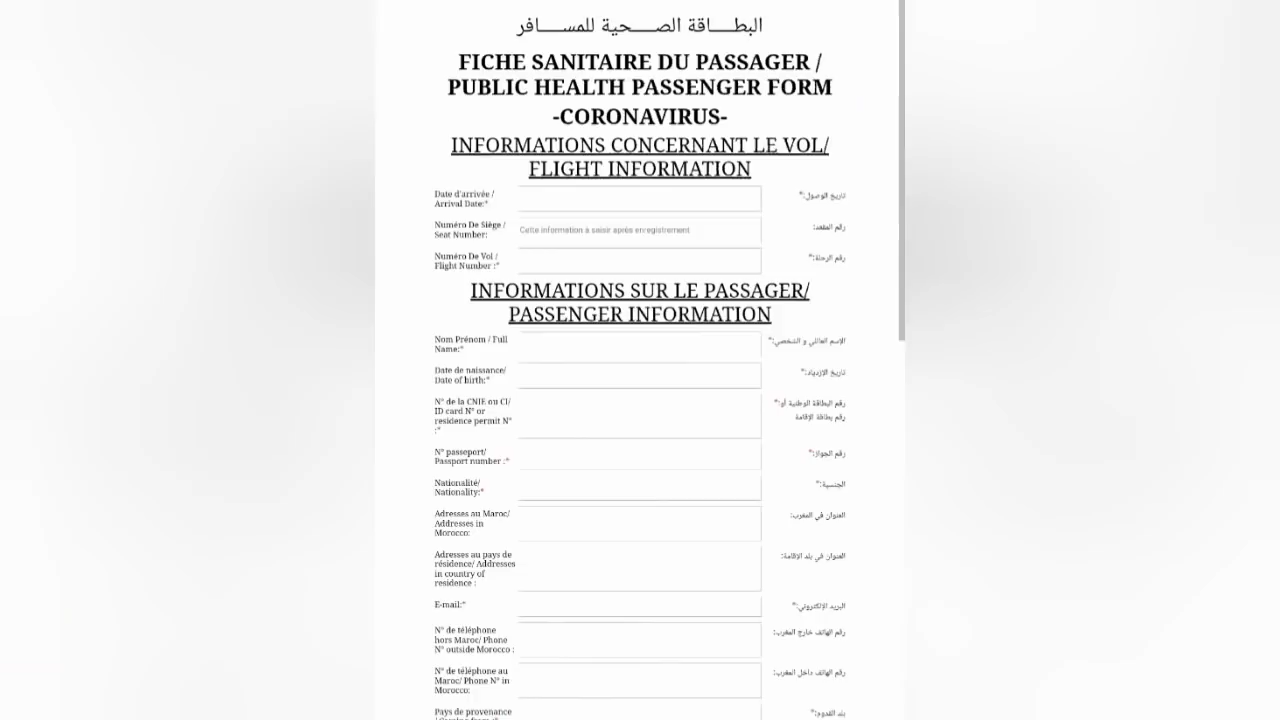 البطـــاقة الصـــحية للمســـافر
FICHE SANITAIRE DU PASSAGER /
PUBLIC HEALTH PASSENGER FORM
-CORONAVIRUS-
INFORMATIONS CONCERNANT LE VOL/
FLIGHT INFORMATION
Date d'arrivée /
Arrival Date:*
تاريخ الوصول:*
Numéro De Siège /
Seat Number:
Cette information à saisir après enregistrement
رقم المقعد:
Numéro De Vol /
Flight Number :*
رقم الرحلة:*
INFORMATIONS SUR LE PASSAGER/
PASSENGER INFORMATION
Nom Prénom / Full
Name:*
الإسم العائلي و الشخصي:*
Date de naissance/
Date of birth:*
تاريخ الازدياد:*
N° de la CNIE ou CI/
ID card N° or
residence permit N°
:*
رقم البطاقة الوطنية أو:*
رقم بطاقة الإقامة
N° passeport/
Passport number :*
رقم الجواز:*
Nationalité/
Nationality:*
الجنسية:*
Adresses au Maroc/
Addresses in
Morocco:
العنوان في المغرب:
Adresses au pays de
résidence/ Addresses
in country of
residence :
العنوان في بلد الإقامة:
E-mail:*
البريد الإلكتروني:*
N° de téléphone
hors Maroc/ Phone
N° outside Morocco :
رقم الهاتف خارج المغرب:
N° de téléphone au
Maroc/ Phone N° in
Morocco:
رقم الهاتف داخل المغرب:
Pays de provenance
بلد القدوم:*